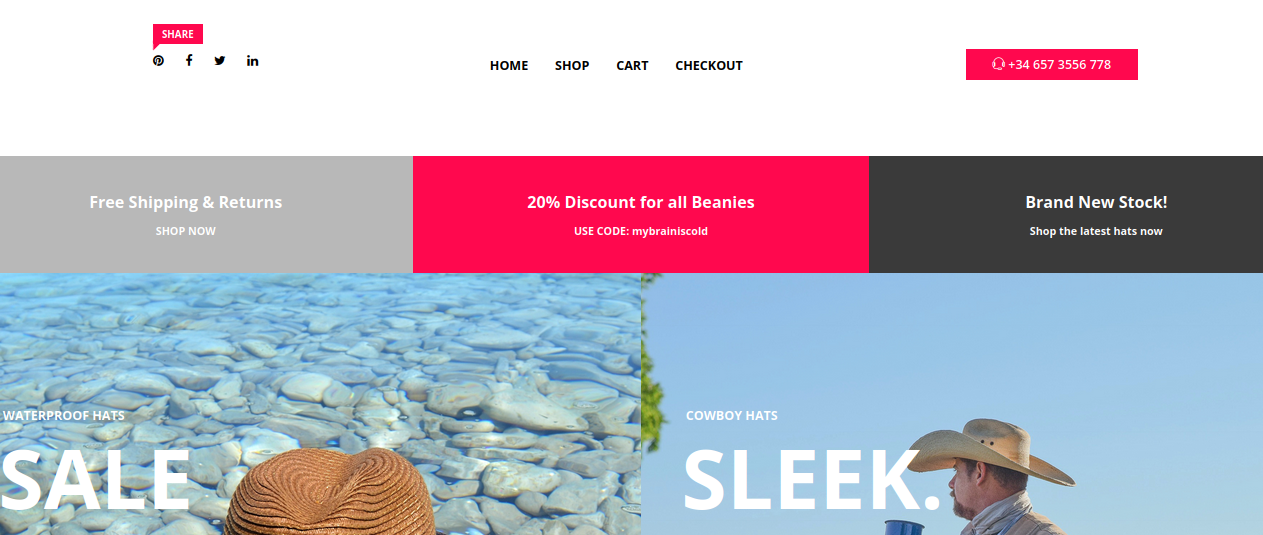 SHARE
HOME SHOP CART CHECKOUT
+34 657 3556 778
Free Shipping & Returns
SHOP NOW
20% Discount for all Beanies
USE CODE: mybrainiscold
Brand New Stock!
Shop the latest hats now
WATERPROOF HATS
SALE
COWBOY HATS
SLEEK.